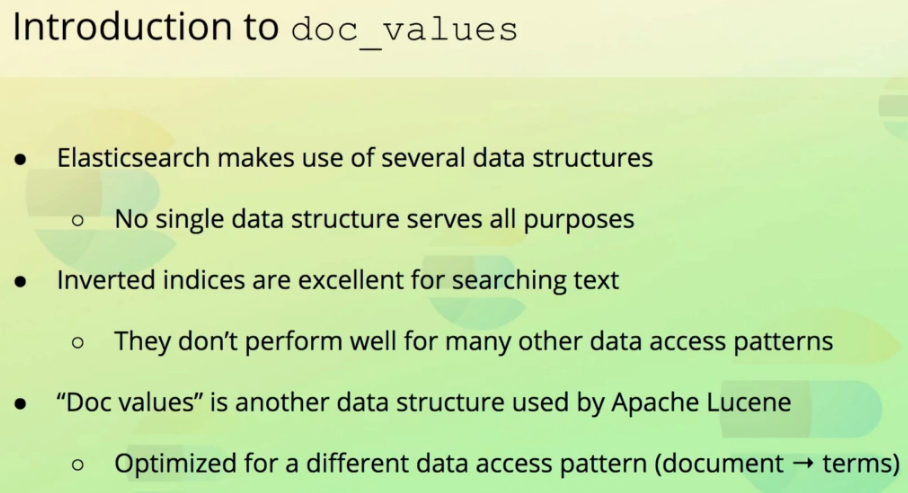 Introduction to doc_values
● Elasticsearch makes use of several data structures
○ No single data structure serves all purposes
● Inverted indices are excellent for searching text
○ They don’t perform well for many other data access patterns
● “Doc values” is another data structure used by Apache Lucene
○ Optimized for a different data access pattern (document → terms)